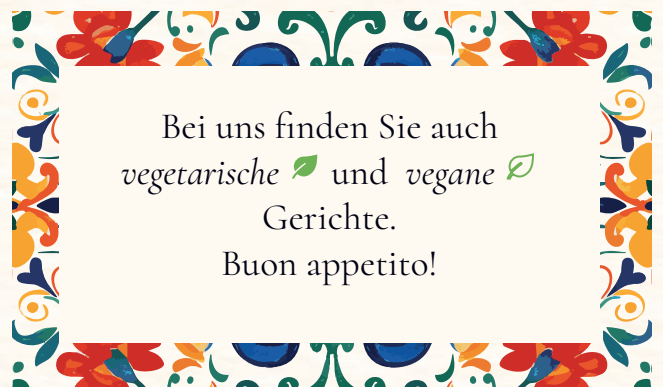 Bei uns finden Sie auch
vegetarische und vegane
Gerichte.
Buon appetito!